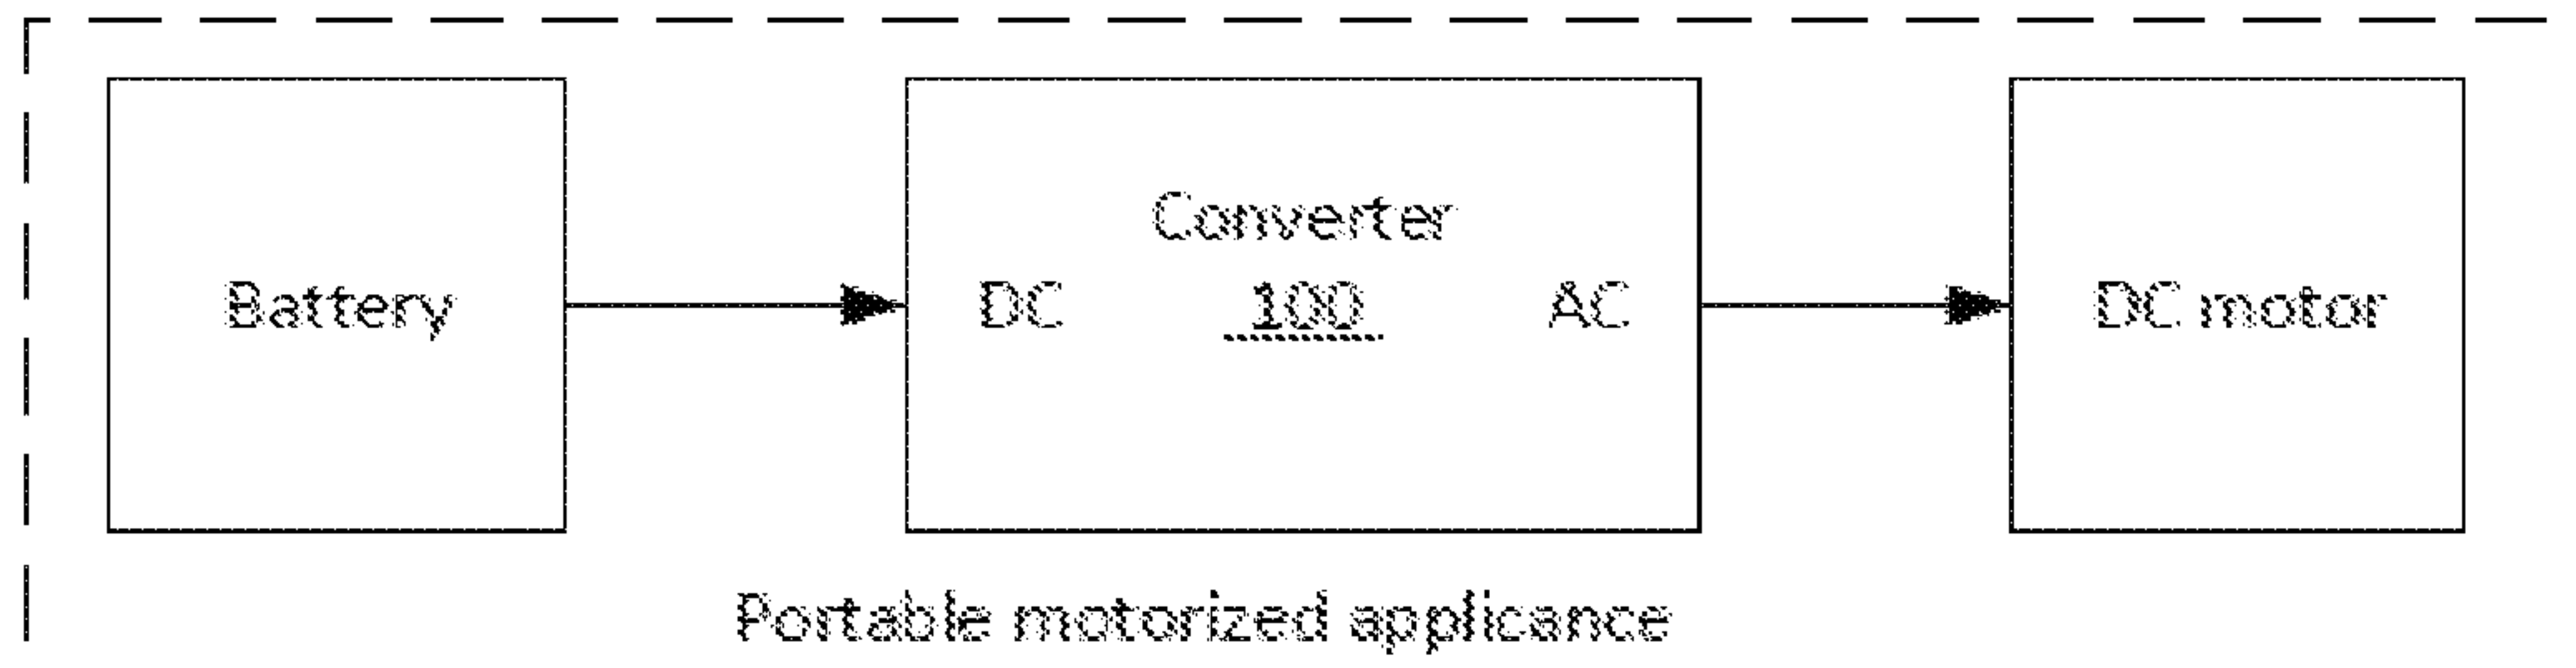 Converter
Battery
DC 100 AC
DC motor
Portable motorized applicance